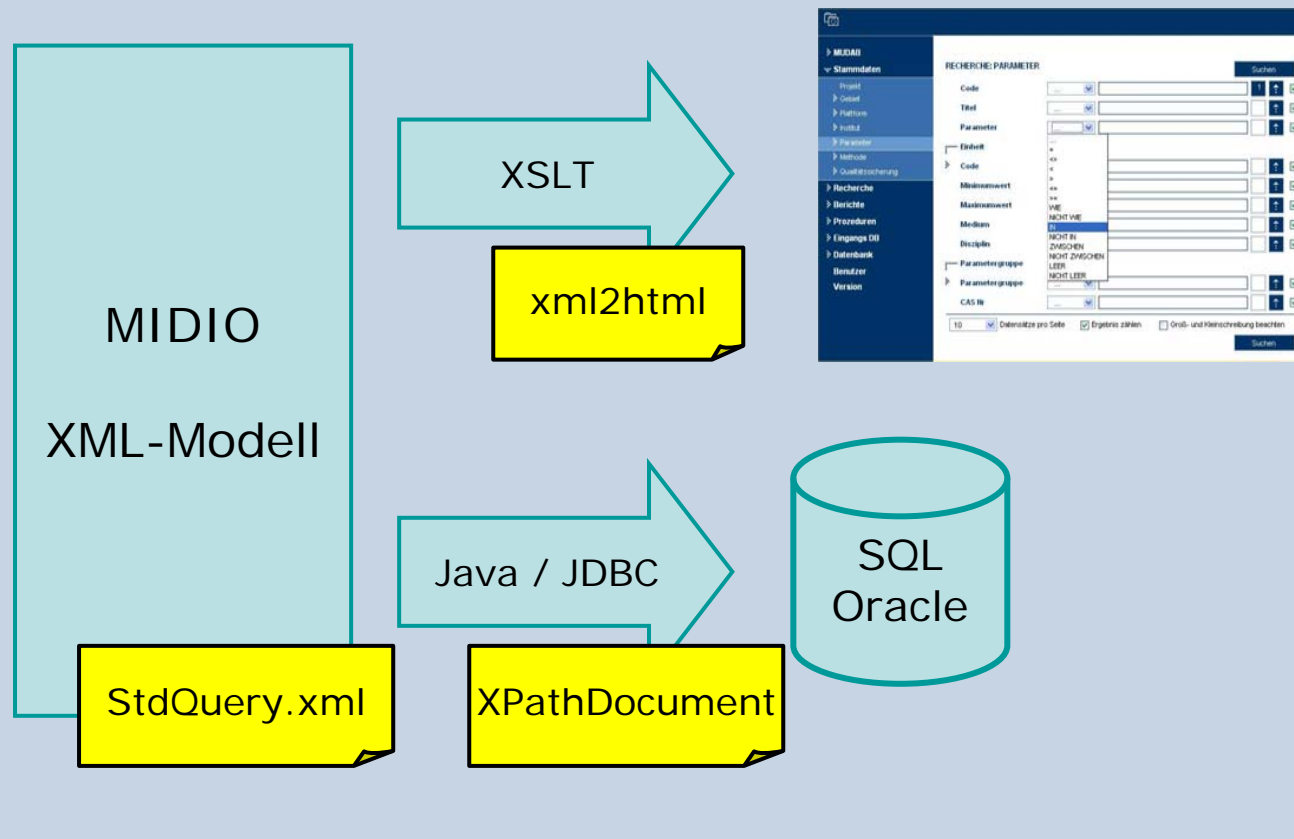 MIDIO
XML-Modell
StdQuery.xml
XSLT
xml2html
Java / JDBC
XPathDocument
SQL
Oracle
MUDAB
Stammdaten
Projekt
Gebiet
Plattform
Institut
Parameter
Methode
Qualitätssicherung
Recherche
Berichte
Prozeduren
Eingangs DB
Datenbank
Benutzer
Version
RECHERCHE: PARAMETER
Suchen
Code ...
1
Titel ...
Parameter ...
Einheit
Code
Minimumwert
Maximumwert
Medium
Disziplin
Parametergruppe
Parametergruppe ...
CAS Nr ...
...
=
<>
<
>
<=
>=
WIE
NICHT WIE
IN
NICHT IN
ZWISCHEN
NICHT ZWISCHEN
LEER
NICHT LEER
10 Datensätze pro Seite Ergebnis zählen Groß- und Kleinschreibung beachten
Suchen